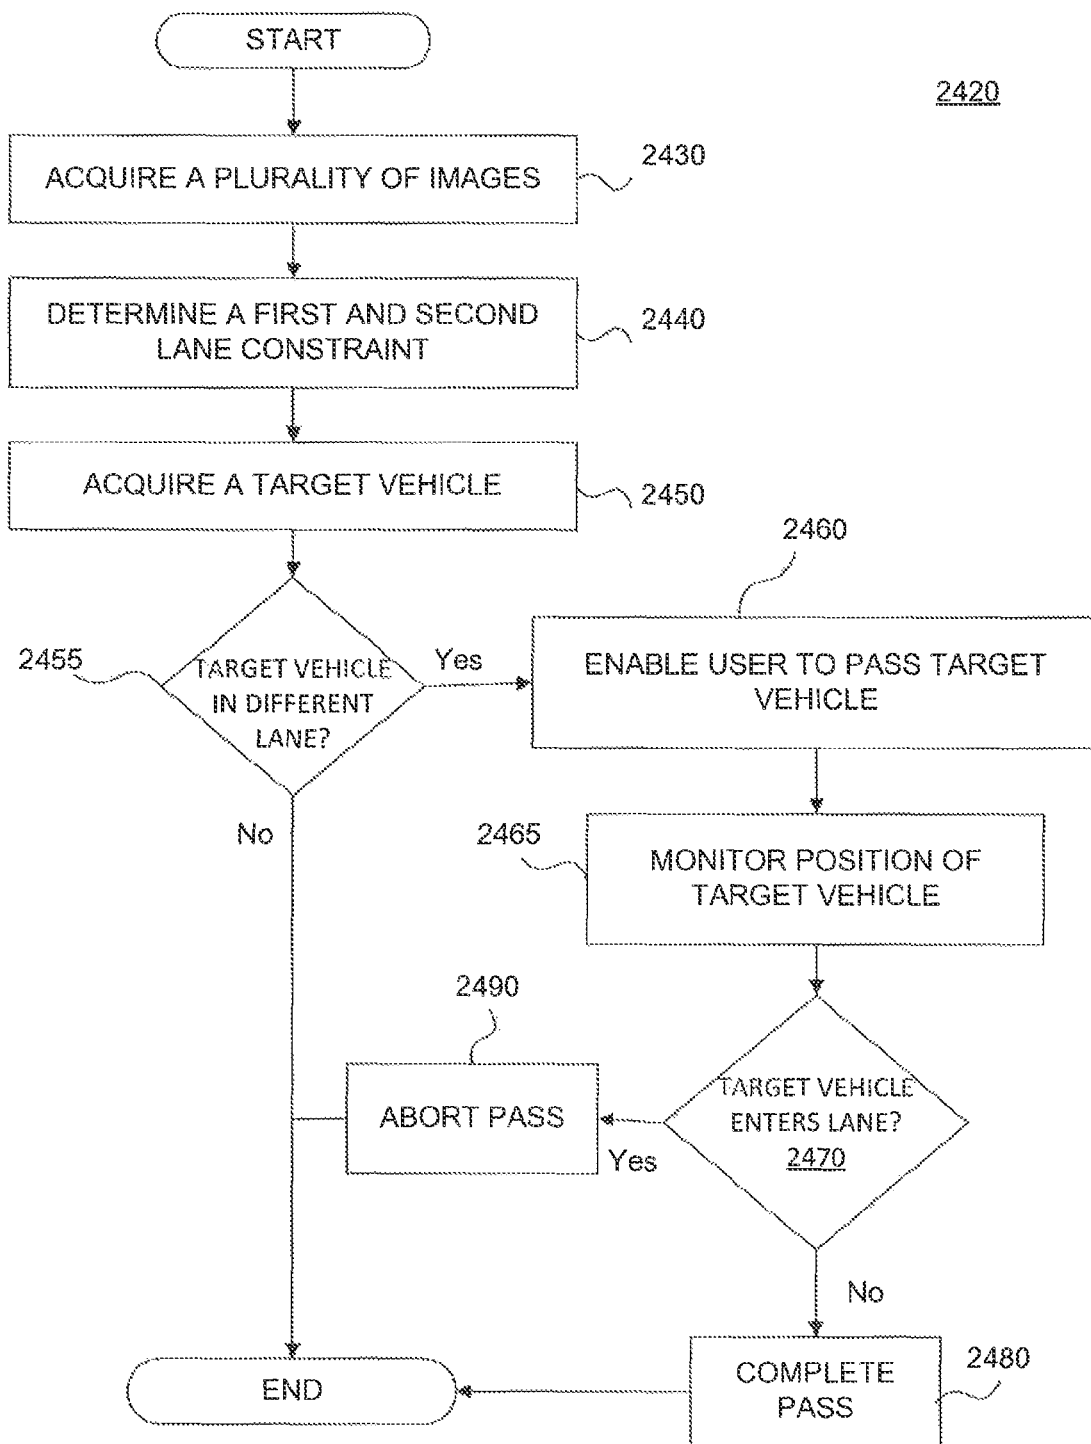 START
2420
ACQUIRE A PLURALITY OF IMAGES
2430
DETERMINE A FIRST AND SECOND
LANE CONSTRAINT
2440
ACQUIRE A TARGET VEHICLE
2450
2455
TARGET VEHICLE
IN DIFFERENT
LANE?
Yes
No
2460
ENABLE USER TO PASS TARGET
VEHICLE
2465
MONITOR POSITION OF
TARGET VEHICLE
TARGET VEHICLE
ENTERS LANE?
2470
Yes
2490
ABORT PASS
No
COMPLETE
PASS
2480
END